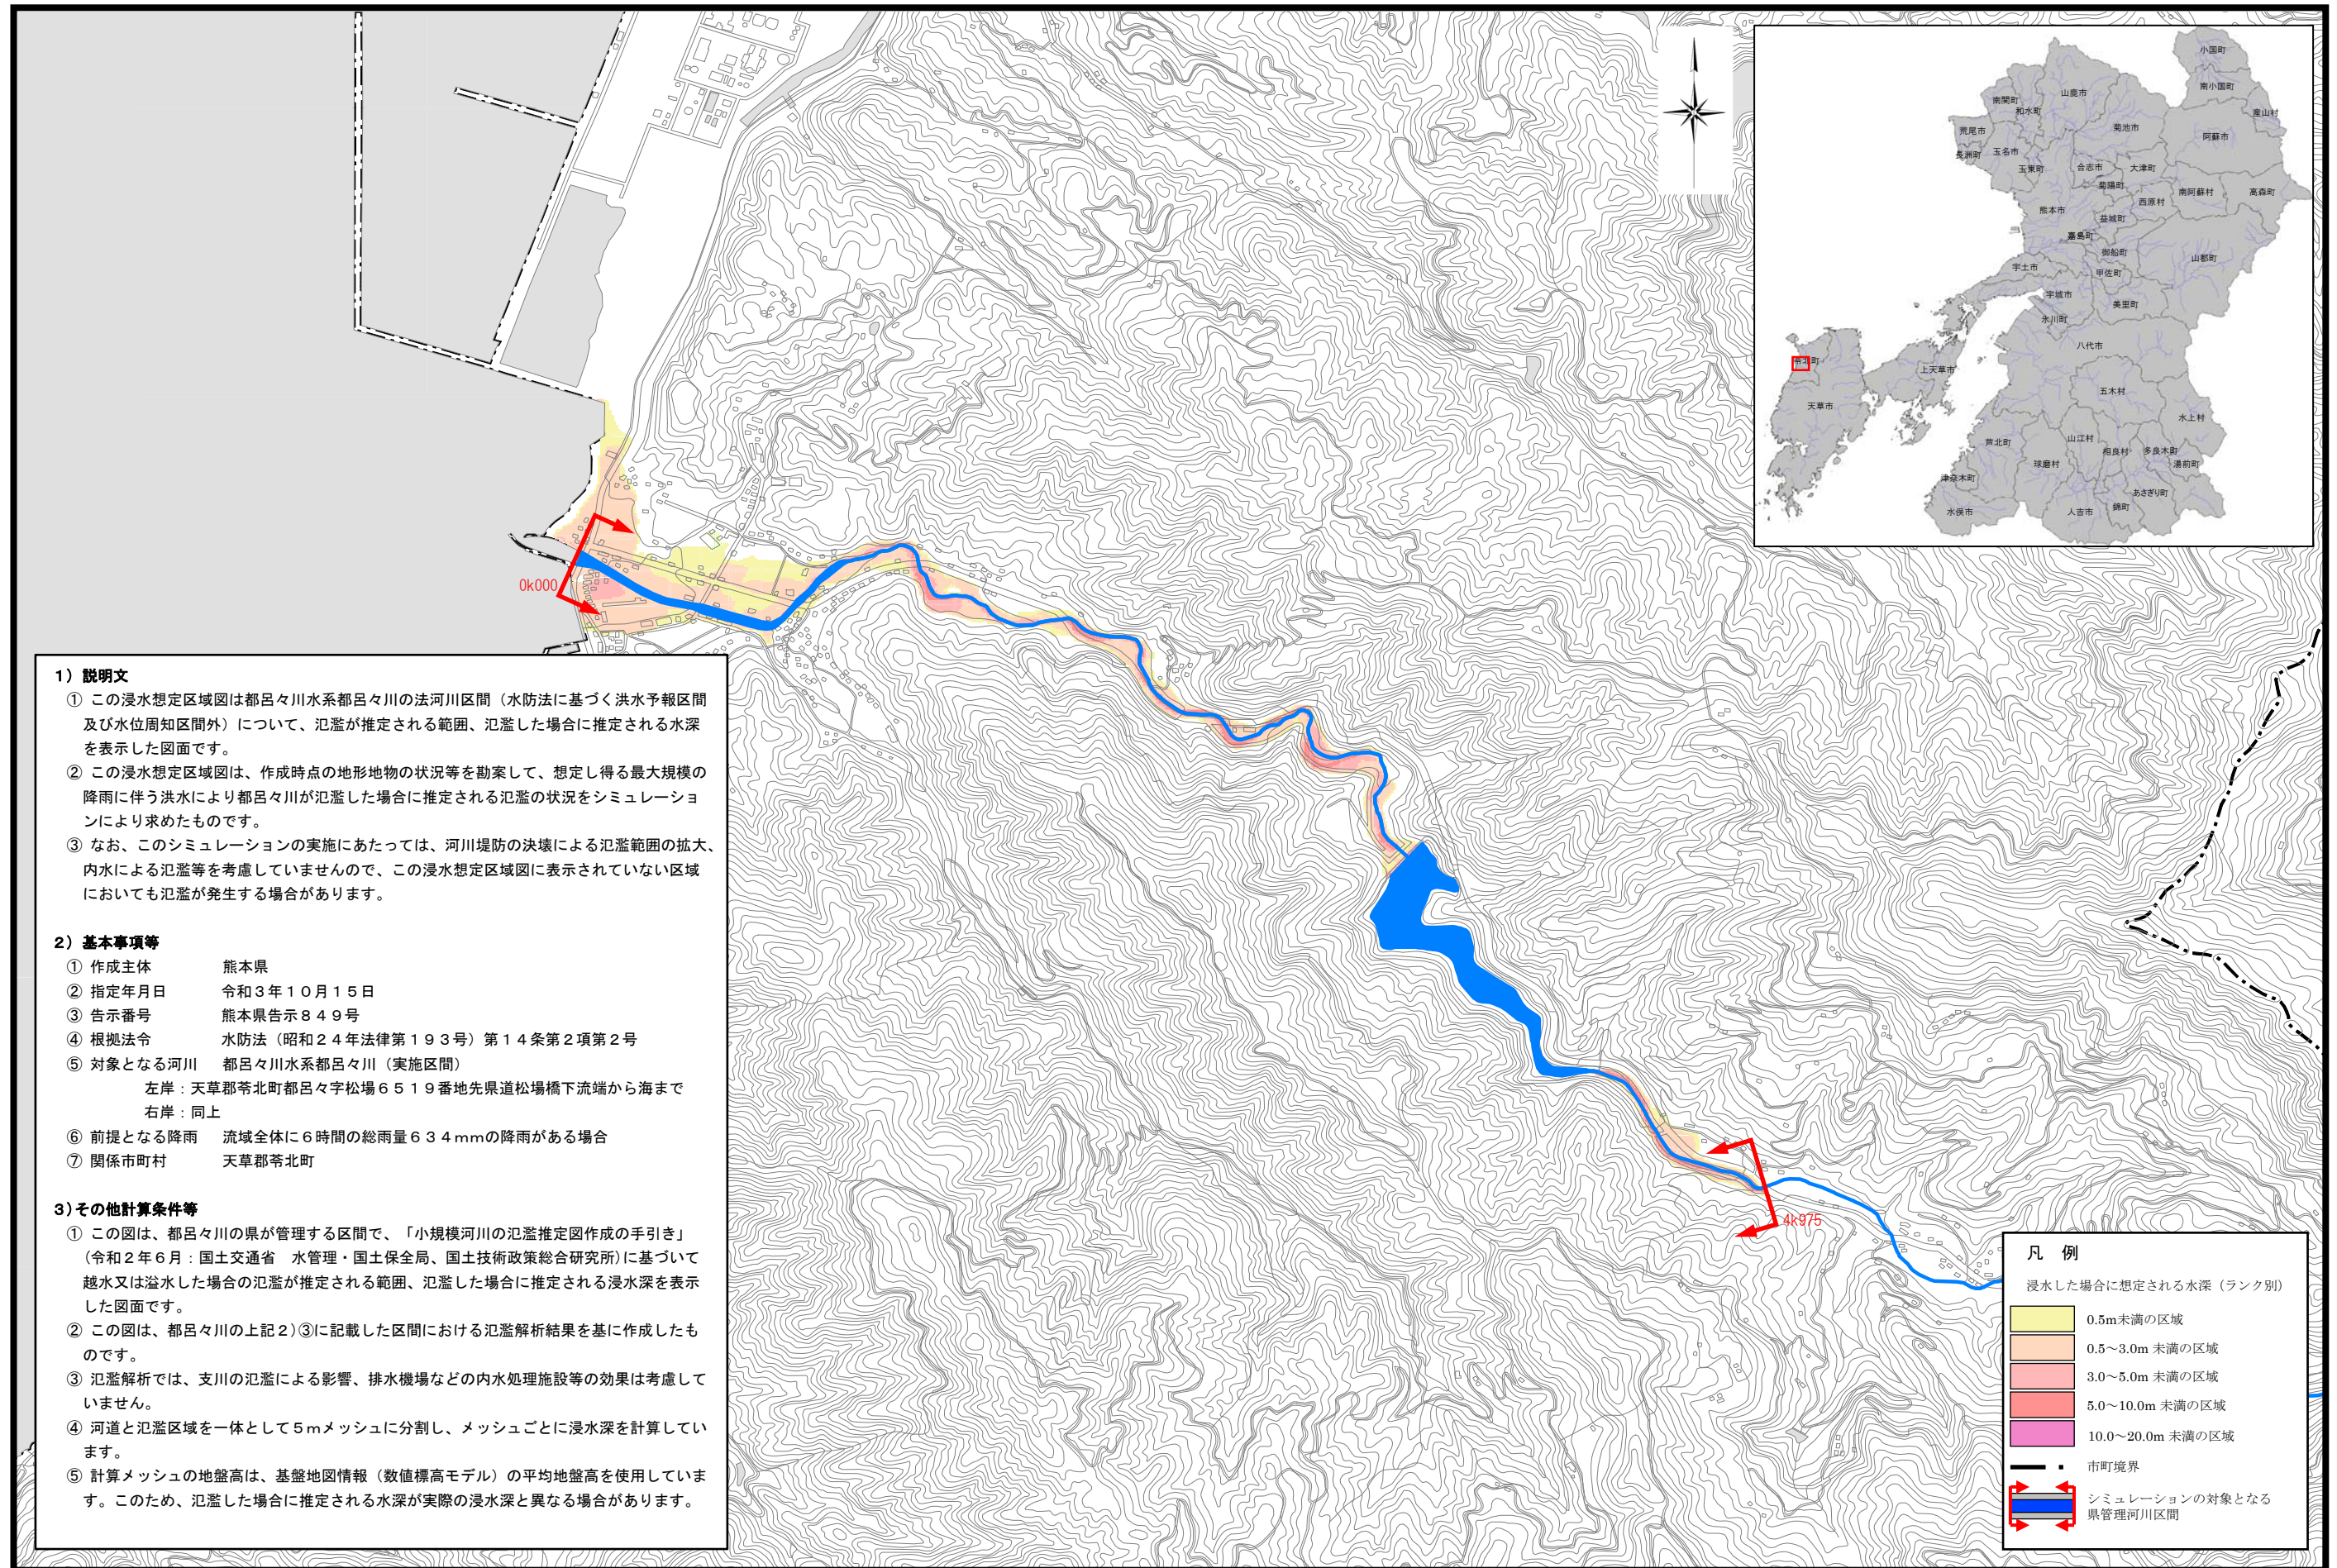 小国町
南小国町
産山村
山鹿市
南関町
和水町
菊池市
阿蘇市
荒尾市
長洲町
玉名市
玉東町
合志市
大津町
菊陽町
南阿蘇村
高森町
西原村
熊本市
益城町
嘉島町
御船町
山都町
宇土市
甲佐町
宇城市
美里町
氷川町
八代市
苓北町
上天草市
天草市
五木村
水上村
芦北町
山江村
相良村
多良木町
湯前町
球磨村
津奈木町
あさぎり町
錦町
人吉市
水俣市
0k000
4k975
1）説明文
① この浸水想定区域図は都呂々川水系都呂々川の法河川区間（水防法に基づく洪水予報区間
及び水位周知区間外）について、氾濫が推定される範囲、氾濫した場合に推定される水深
を表示した図面です。
② この浸水想定区域図は、作成時点の地形地物の状況等を勘案して、想定し得る最大規模の
降雨に伴う洪水により都呂々川が氾濫した場合に推定される氾濫の状況をシミュレーショ
ンにより求めたものです。
③ なお、このシミュレーションの実施にあたっては、河川堤防の決壊による氾濫範囲の拡大、
内水による氾濫等を考慮していませんので、この浸水想定区域図に表示されていない区域
においても氾濫が発生する場合があります。
2）基本事項等
① 作成主体　熊本県
② 指定年月日　令和３年１０月１５日
③ 告示番号　熊本県告示８４９号
④ 根拠法令　水防法（昭和２４年法律第１９３号）第１４条第２項第２号
⑤ 対象となる河川　都呂々川水系都呂々川（実施区間）
左岸：天草郡苓北町都呂々字松場６５１９番地先県道松場橋下流端から海まで
右岸：同上
⑥ 前提となる降雨　流域全体に６時間の総雨量６３４mmの降雨がある場合
⑦ 関係市町村　天草郡苓北町
3)その他計算条件等
① この図は、都呂々川の県が管理する区間で、「小規模河川の氾濫推定図作成の手引き」
（令和２年６月：国土交通省　水管理・国土保全局、国土技術政策総合研究所）に基づいて
越水又は溢水した場合の氾濫が推定される範囲、氾濫した場合に推定される浸水深を表示
した図面です。
② この図は、都呂々川の上記２）③に記載した区間における氾濫解析結果を基に作成したも
のです。
③ 氾濫解析では、支川の氾濫による影響、排水機場などの内水処理施設等の効果は考慮して
いません。
④ 河道と氾濫区域を一体として５ｍメッシュに分割し、メッシュごとに浸水深を計算してい
ます。
⑤ 計算メッシュの地盤高は、基盤地図情報（数値標高モデル）の平均地盤高を使用していま
す。このため、氾濫した場合に推定される水深が実際の浸水深と異なる場合があります。
凡　例
浸水した場合に想定される水深（ランク別）
0.5m未満の区域
0.5～3.0m 未満の区域
3.0～5.0m 未満の区域
5.0～10.0m 未満の区域
10.0～20.0m 未満の区域
市町境界
シミュレーションの対象となる
県管理河川区間